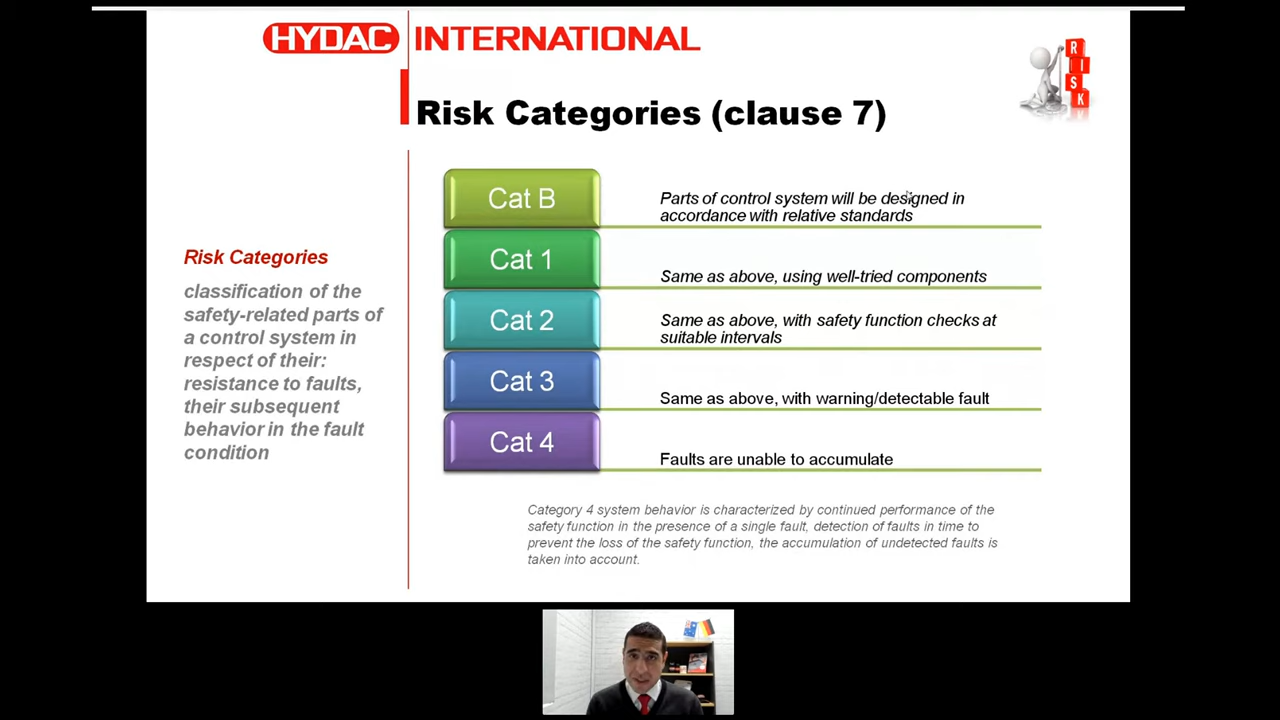 HYDAC INTERNATIONAL
RISK
Risk Categories (clause 7)
Risk Categories
classification of the
safety-related parts of
a control system in
respect of their:
resistance to faults,
their subsequent
behavior in the fault
condition
Cat B
Parts of control system will be designed in
accordance with relative standards
Cat 1
Same as above, using well-tried components
Cat 2
Same as above, with safety function checks at
suitable intervals
Cat 3
Same as above, with warning/detectable fault
Cat 4
Faults are unable to accumulate
Category 4 system behavior is characterized by continued performance of the
safety function in the presence of a single fault, detection of faults in time to
prevent the loss of the safety function, the accumulation of undetected faults is
taken into account.